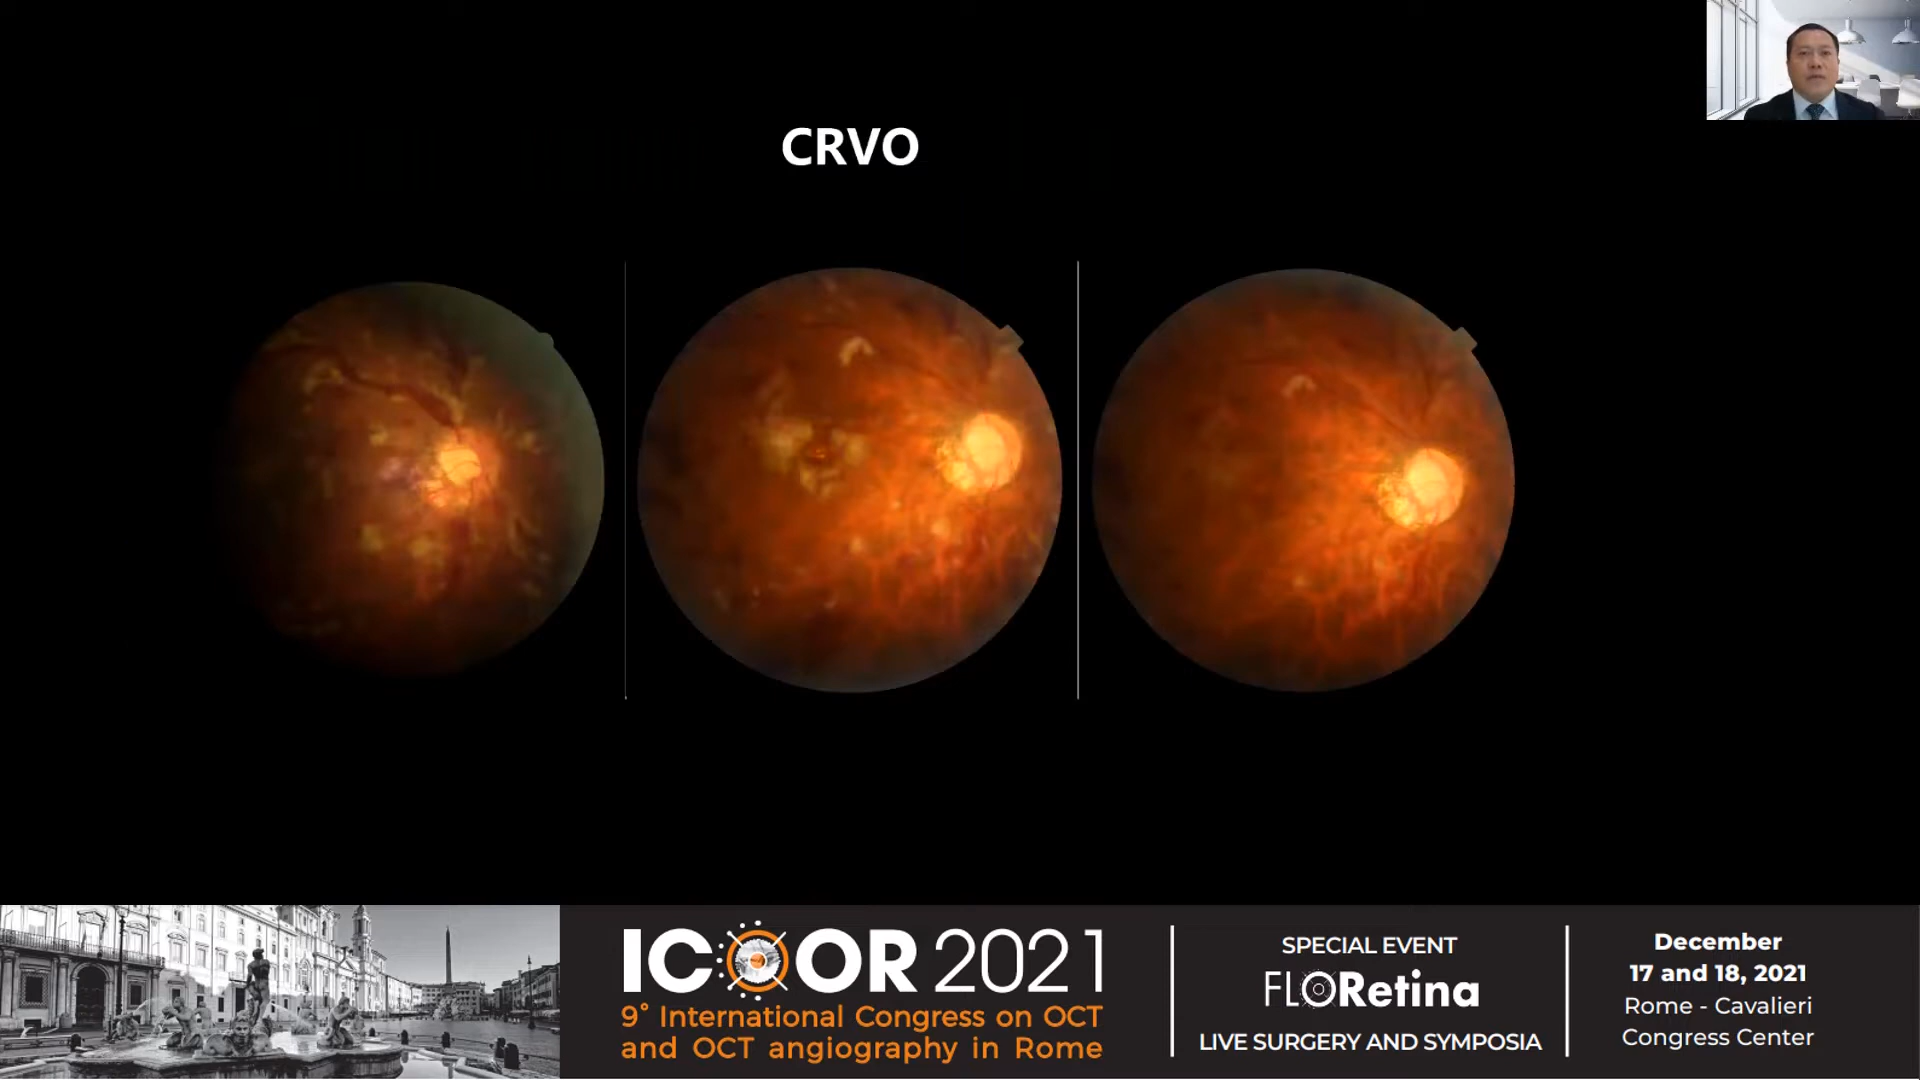 CRVO
ICOOR 2021
9° International Congress on OCT
and OCT angiography in Rome
SPECIAL EVENT
FLORetina
LIVE SURGERY AND SYMPOSIA
December
17 and 18, 2021
Rome - Cavalieri
Congress Center